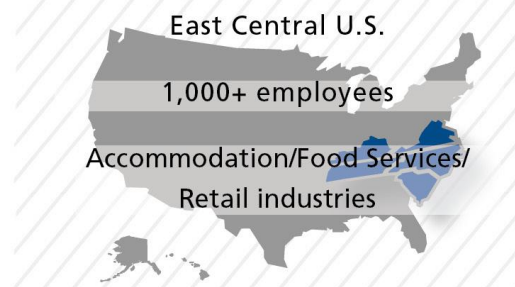 East Central U.S.
1,000+ employees
Accommodation/Food Services/
Retail industries